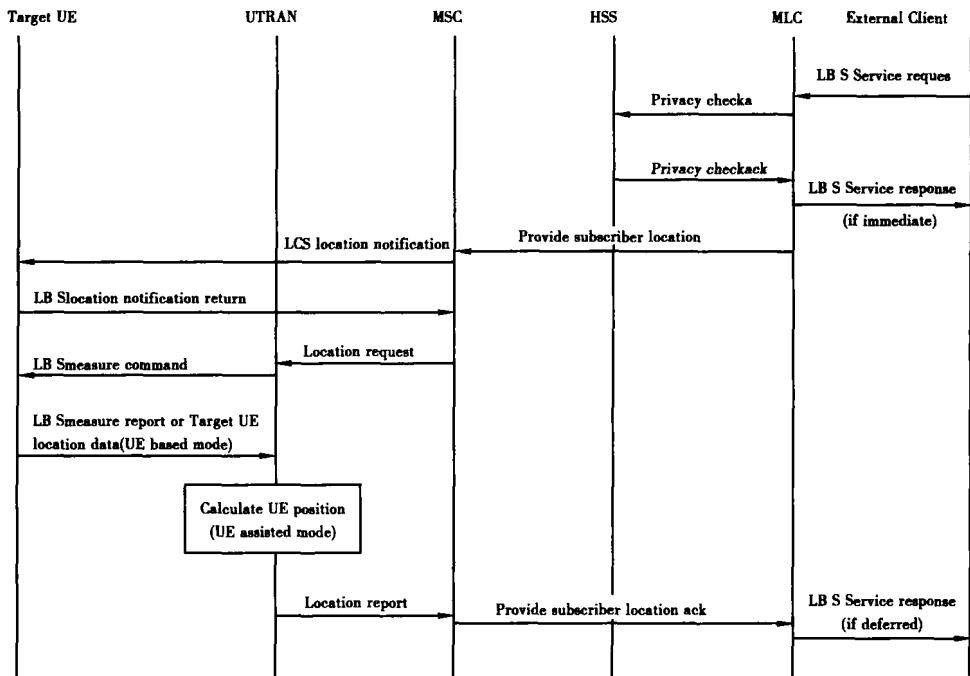 Target UE
UTRAN
MSC
HSS
MLC
External Client
LB S Service reques
Privacy checka
Privacy checkack
LB S Service response
(if immediate)
Provide subscriber location
LCS location notification
LB Slocation notification return
Location request
LB Smeasure command
LB Smeasure report or Target UE
location data(UE based mode)
Calculate UE position
(UE assisted mode)
Location report
Provide subscriber location ack
LB S Service response
(if deferred)